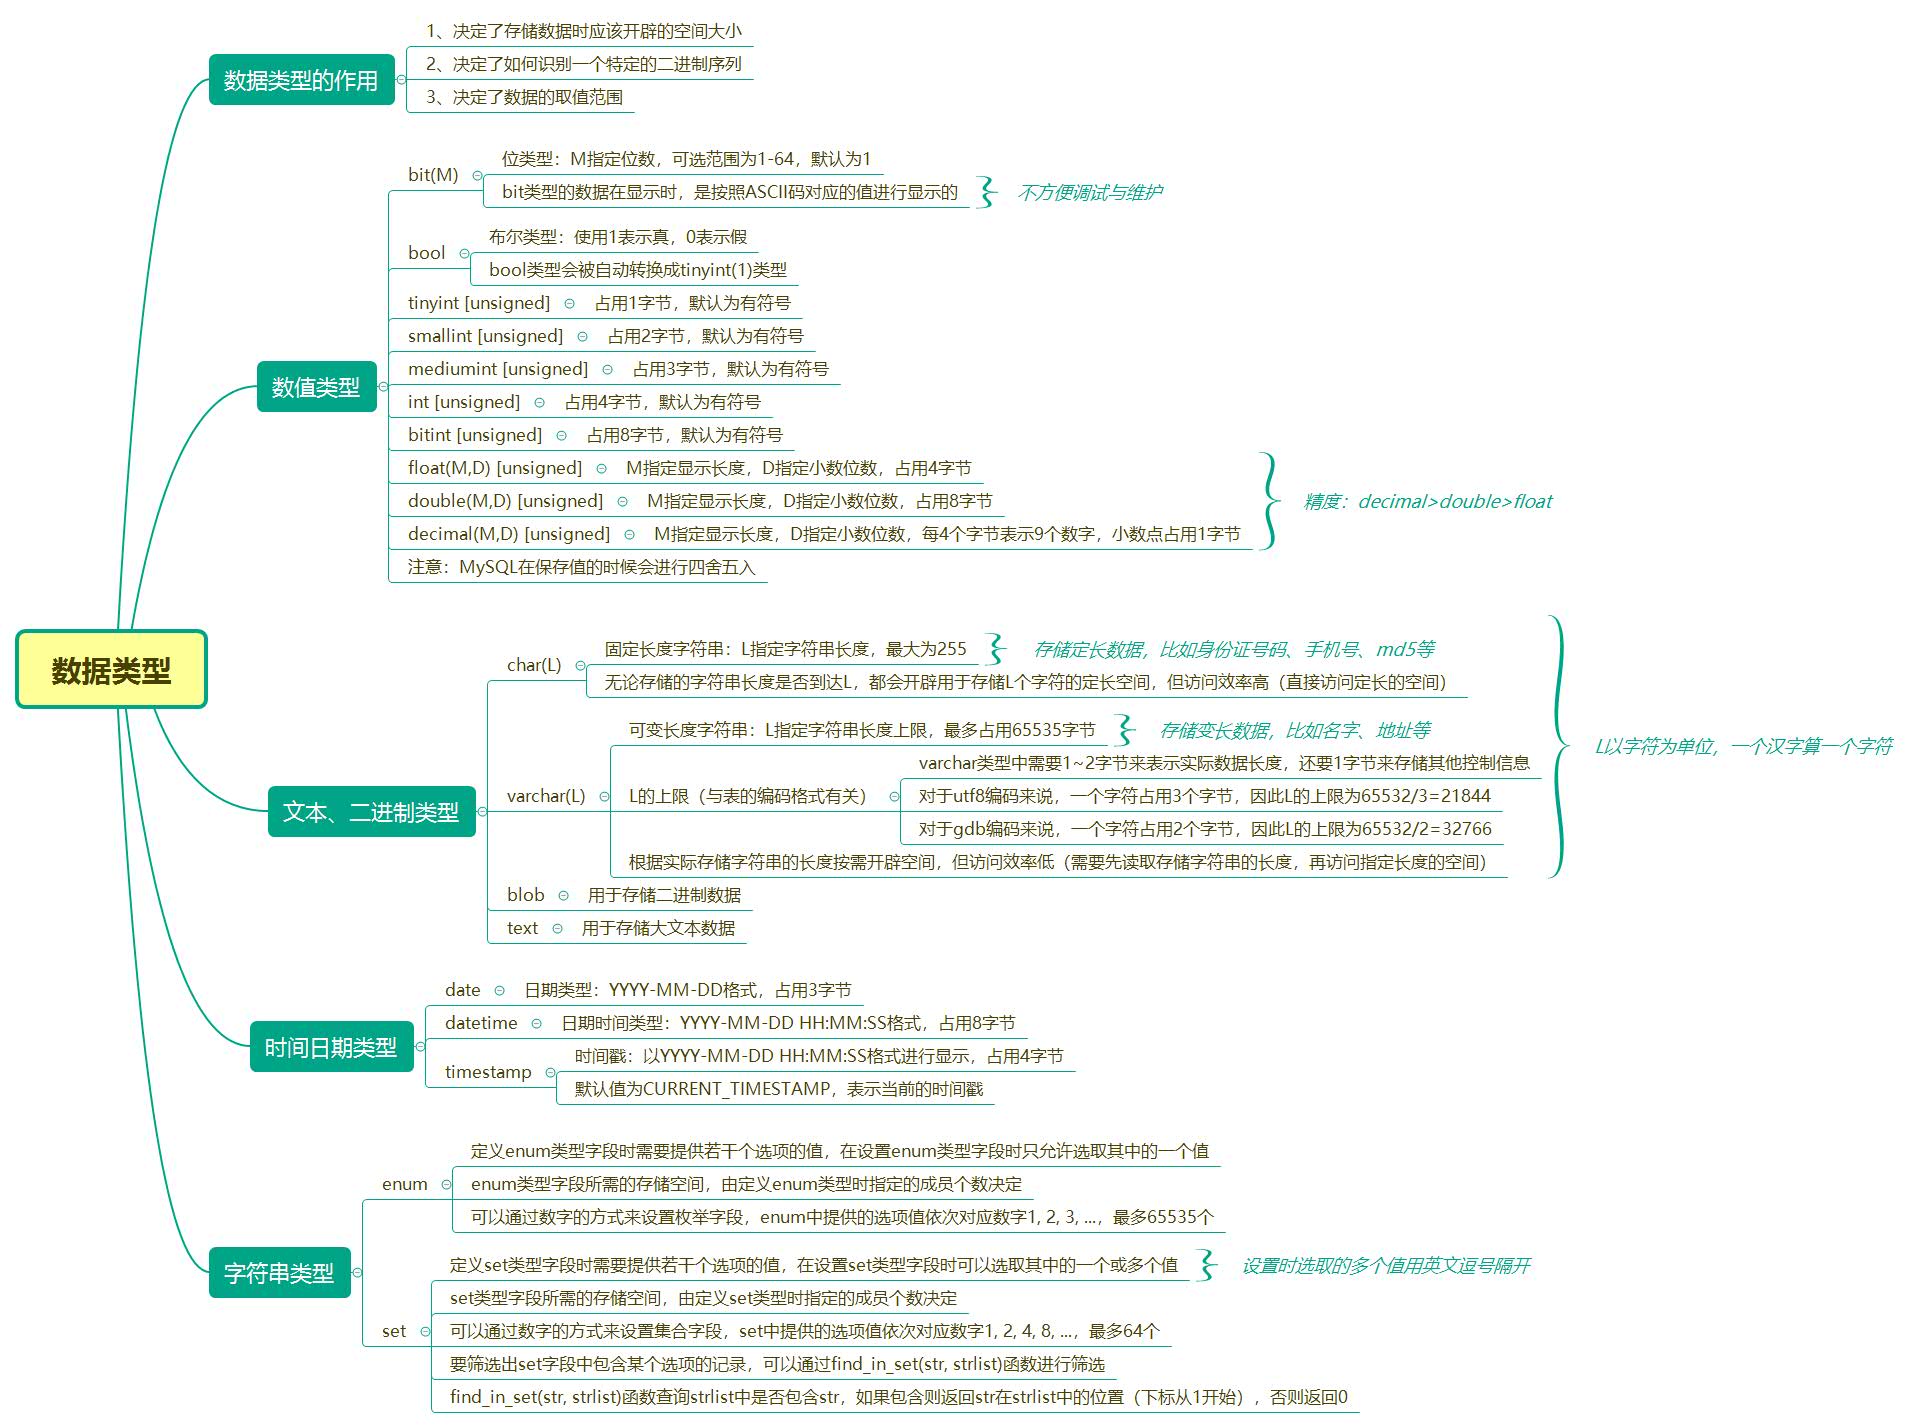 数据类型
数据类型的作用
1、决定了存储数据时应该开辟的空间大小
2、决定了如何识别一个特定的二进制序列
3、决定了数据的取值范围
数值类型
bit(M)
位类型：M指定位数，可选范围为1-64，默认为1
bit类型的数据在显示时，是按照ASCII码对应的值进行显示的
不方便调试与维护
bool
布尔类型：使用1表示真，0表示假
bool类型会被自动转换成tinyint(1)类型
tinyint [unsigned] 占用1字节，默认为有符号
smallint [unsigned] 占用2字节，默认为有符号
mediumint [unsigned] 占用3字节，默认为有符号
int [unsigned] 占用4字节，默认为有符号
bitint [unsigned] 占用8字节，默认为有符号
float(M,D) [unsigned] M指定显示长度，D指定小数位数，占用4字节
double(M,D) [unsigned] M指定显示长度，D指定小数位数，占用8字节
decimal(M,D) [unsigned] M指定显示长度，D指定小数位数，每4个字节表示9个数字，小数点占用1字节
精度：decimal>double>float
注意：MySQL在保存值的时候会进行四舍五入
文本、二进制类型
char(L)
固定长度字符串：L指定字符串长度，最大为255
存储定长数据，比如身份证号码、手机号、md5等
无论存储的字符串长度是否到达L，都会开辟用于存储L个字符的定长空间，但访问效率高（直接访问定长的空间）
varchar(L)
可变长度字符串：L指定字符串长度上限，最多占用65535字节
存储变长数据，比如名字、地址等
L的上限（与表的编码格式有关）
varchar类型中需要1~2字节来表示实际数据长度，还要1字节来存储其他控制信息
对于utf8编码来说，一个字符占用3个字节，因此L的上限为65532/3=21844
对于gdb编码来说，一个字符占用2个字节，因此L的上限为65532/2=32766
根据实际存储字符串的长度按需开辟空间，但访问效率低（需要先读取存储字符串的长度，再访问指定长度的空间）
L以字符为单位，一个汉字算一个字符
blob 用于存储二进制数据
text 用于存储大文本数据
时间日期类型
date 日期类型：YYYY-MM-DD格式，占用3字节
datetime 日期时间类型：YYYY-MM-DD HH:MM:SS格式，占用8字节
timestamp
时间戳：以YYYY-MM-DD HH:MM:SS格式进行显示，占用4字节
默认值为CURRENT_TIMESTAMP，表示当前的时间戳
字符串类型
enum
定义enum类型字段时需要提供若干个选项的值，在设置enum类型字段时只允许选取其中的一个值
enum类型字段所需的存储空间，由定义enum类型时指定的成员个数决定
可以通过数字的方式来设置枚举字段，enum中提供的选项值依次对应数字1, 2, 3, ...，最多65535个
set
定义set类型字段时需要提供若干个选项的值，在设置set类型字段时可以选取其中的一个或多个值
设置时选取的多个值用英文逗号隔开
set类型字段所需的存储空间，由定义set类型时指定的成员个数决定
可以通过数字的方式来设置集合字段，set中提供的选项值依次对应数字1, 2, 4, 8, ...，最多64个
要筛选出set字段中包含某个选项的记录，可以通过find_in_set(str, strlist)函数进行筛选
find_in_set(str, strlist)函数查询strlist中是否包含str，如果包含则返回str在strlist中的位置（下标从1开始），否则返回0